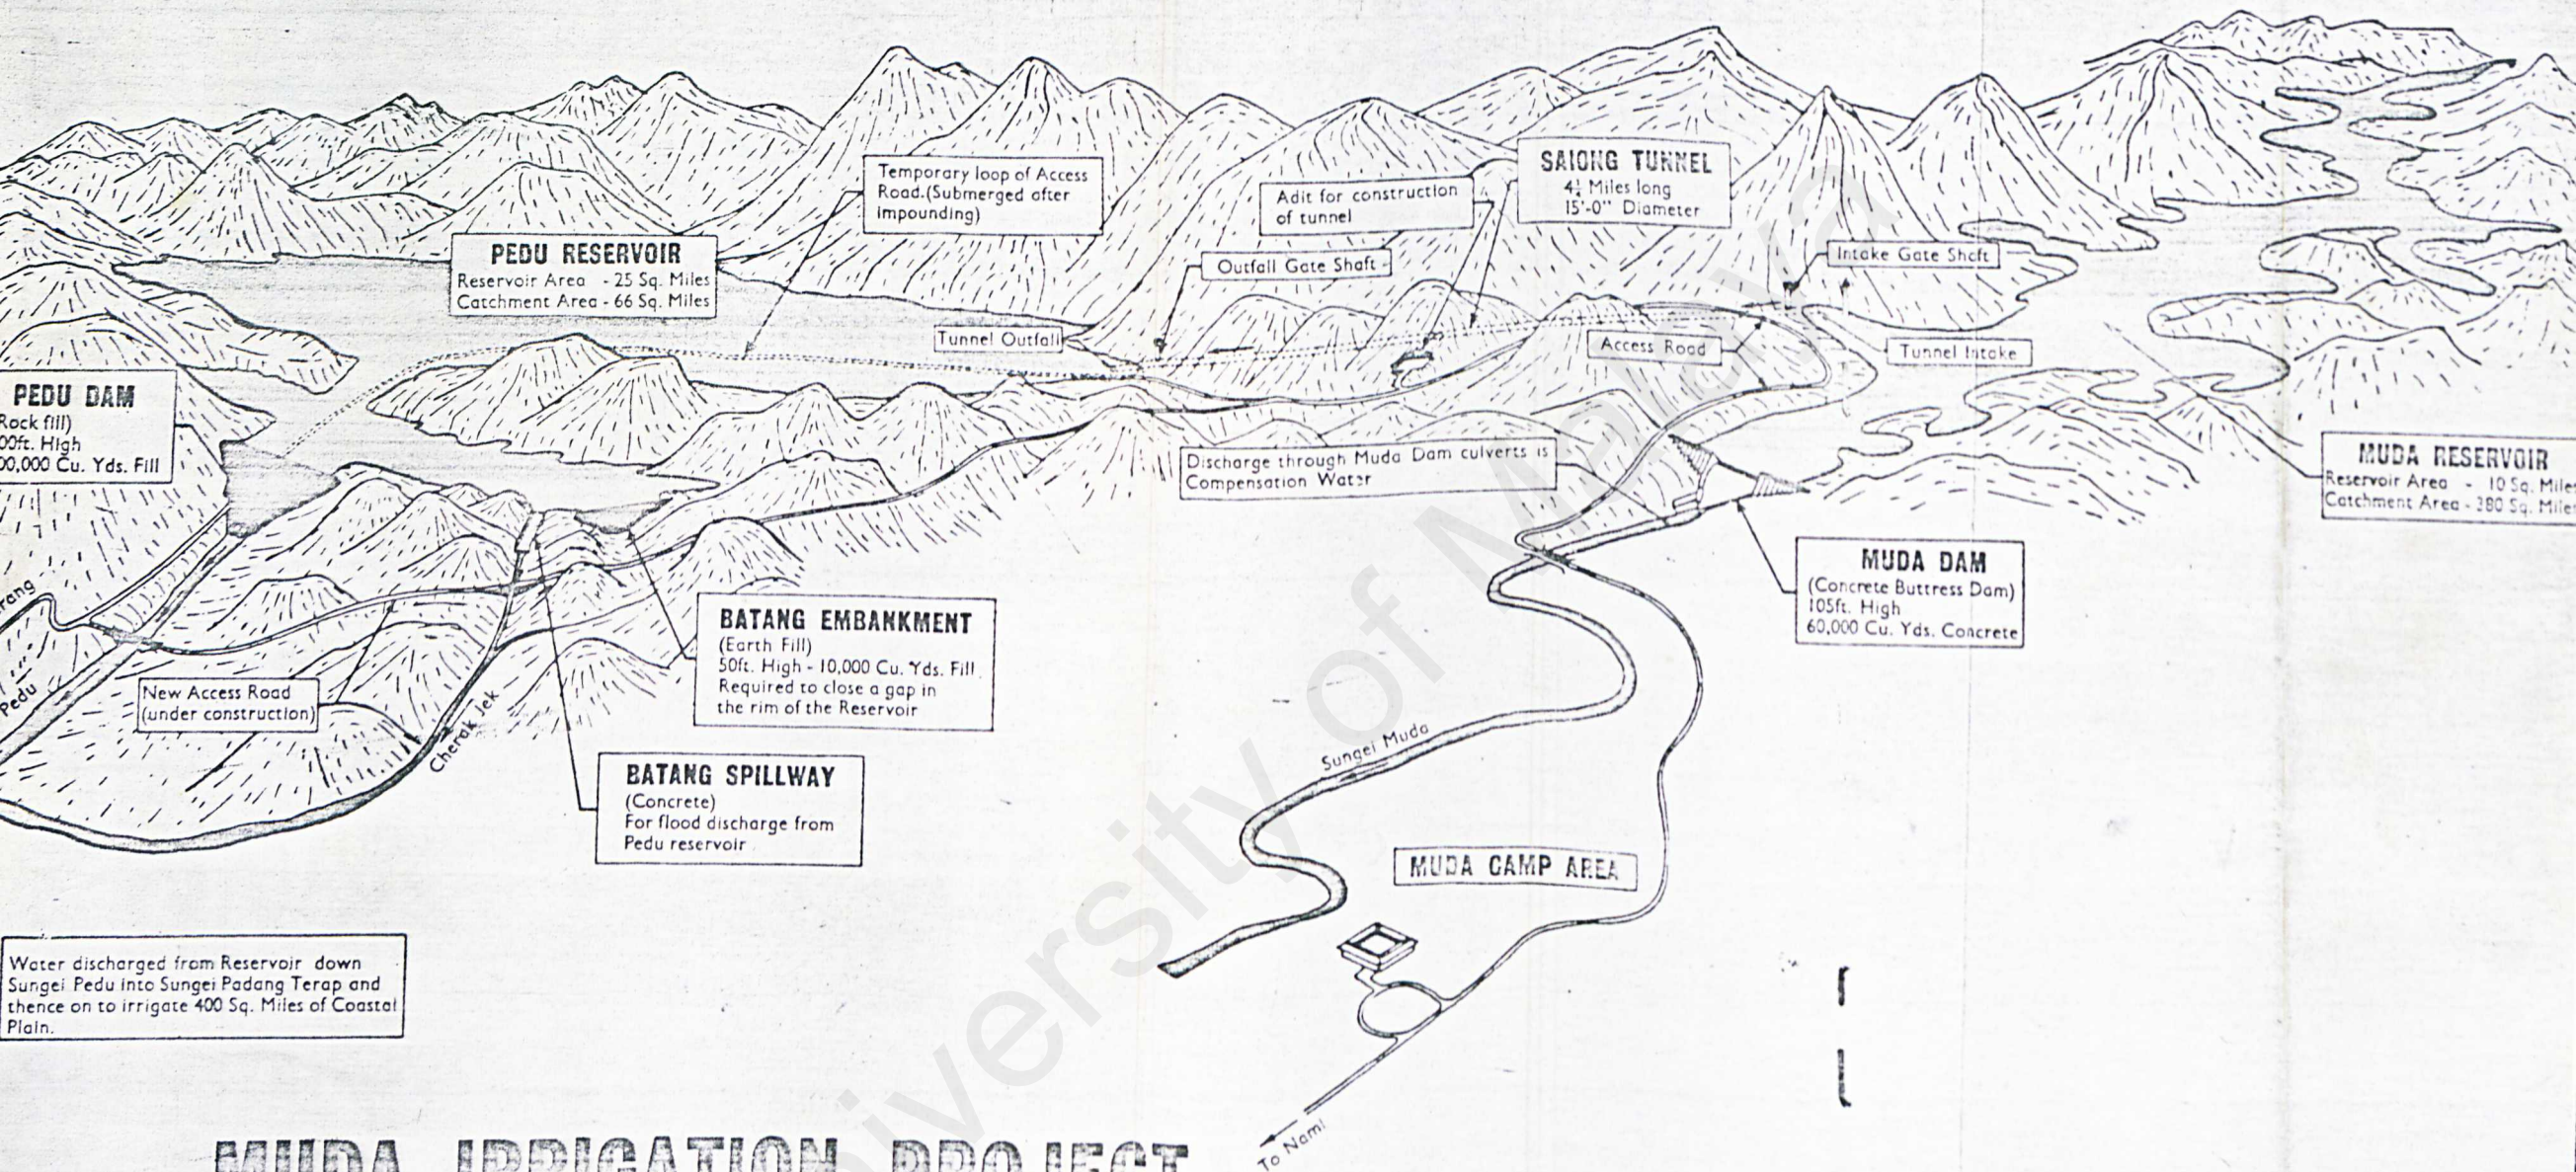 Temporary loop of Access
Road.(Submerged after
impounding)
SAIONG TUNNEL
4¼ Miles long
15'-0" Diameter
Adit for construction
of tunnel
PEDU RESERVOIR
Reservoir Area - 25 Sq. Miles
Catchment Area - 66 Sq. Miles
Outfall Gate Shaft
Intake Gate Shaft
Tunnel Outfall
Access Road
Tunnel Intake
PEDU DAM
Rock fill)
00ft. High
00,000 Cu. Yds. Fill
Discharge through Muda Dam culverts is
Compensation Water
MUDA RESERVOIR
Reservoir Area - 10 Sq. Miles
Catchment Area - 380 Sq. Miles
MUDA DAM
(Concrete Buttress Dam)
105ft. High
60,000 Cu. Yds. Concrete
rang
BATANG EMBANKMENT
(Earth Fill)
50ft. High - 10,000 Cu. Yds. Fill.
Required to close a gap in
the rim of the Reservoir
Pedu
New Access Road
(under construction)
Cherak Jek
Sungei Muda
BATANG SPILLWAY
(Concrete)
For flood discharge from
Pedu reservoir.
MUDA CAMP AREA
Water discharged from Reservoir down
Sungei Pedu into Sungei Padang Terap and
thence on to irrigate 400 Sq. Miles of Coastal
Plain.
To Nami
MUDA IRRIGATION PROJECT
iversity of Malaya